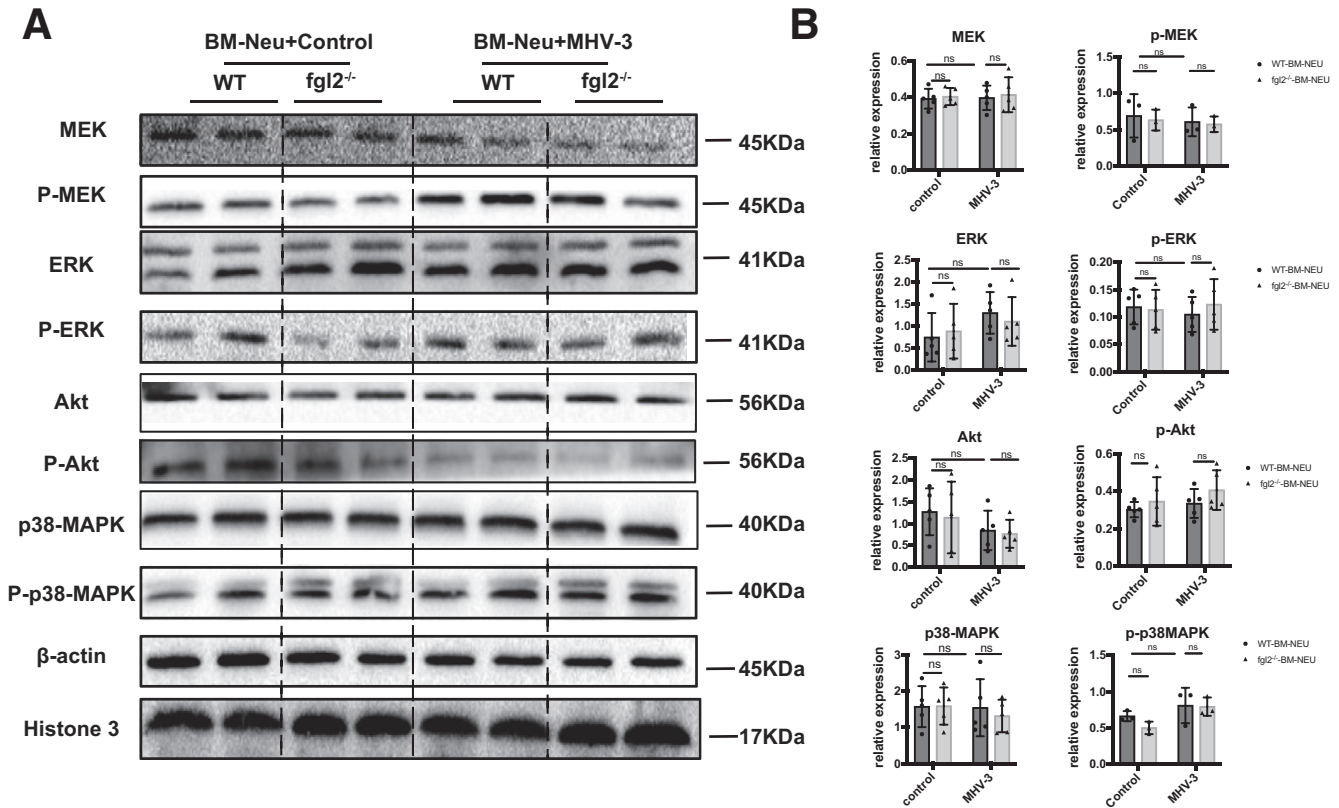 A
BM-Neu+Control
BM-Neu+MHV-3
WT
fgl2-/-
WT
fgl2-/-
MEK
45KDa
P-MEK
45KDa
ERK
41KDa
P-ERK
41KDa
Akt
56KDa
P-Akt
56KDa
p38-MAPK
40KDa
P-p38-MAPK
40KDa
β-actin
45KDa
Histone 3
17KDa
B
MEK
relative expression
0.6
0.4
0.2
0.0
ns
ns
ns
control
MHV-3
p-MEK
relative expression
1.5
1.0
0.5
0.0
ns
ns
ns
Control
MHV-3
WT-BM-NEU
fgl2-/-BM-NEU
ERK
relative expression
2.5
2.0
1.5
1.0
0.5
0.0
ns
ns
ns
control
MHV-3
p-ERK
relative expression
0.20
0.15
0.10
0.05
0.00
ns
ns
ns
control
MHV-3
WT-BM-NEU
fgl2-/-BM-NEU
Akt
relative expression
2.5
2.0
1.5
1.0
0.5
0.0
ns
ns
ns
control
MHV-3
p-Akt
relative expression
0.6
0.4
0.2
0.0
ns
ns
Control
MHV-3
WT-BM-NEU
fgl2-/-BM-NEU
p38-MAPK
relative expression
3
2
1
0
ns
ns
ns
control
MHV-3
p-p38MAPK
relative expression
1.5
1.0
0.5
0.0
ns
ns
ns
Control
MHV-3
WT-BM-NEU
fgl2-/-BM-NEU